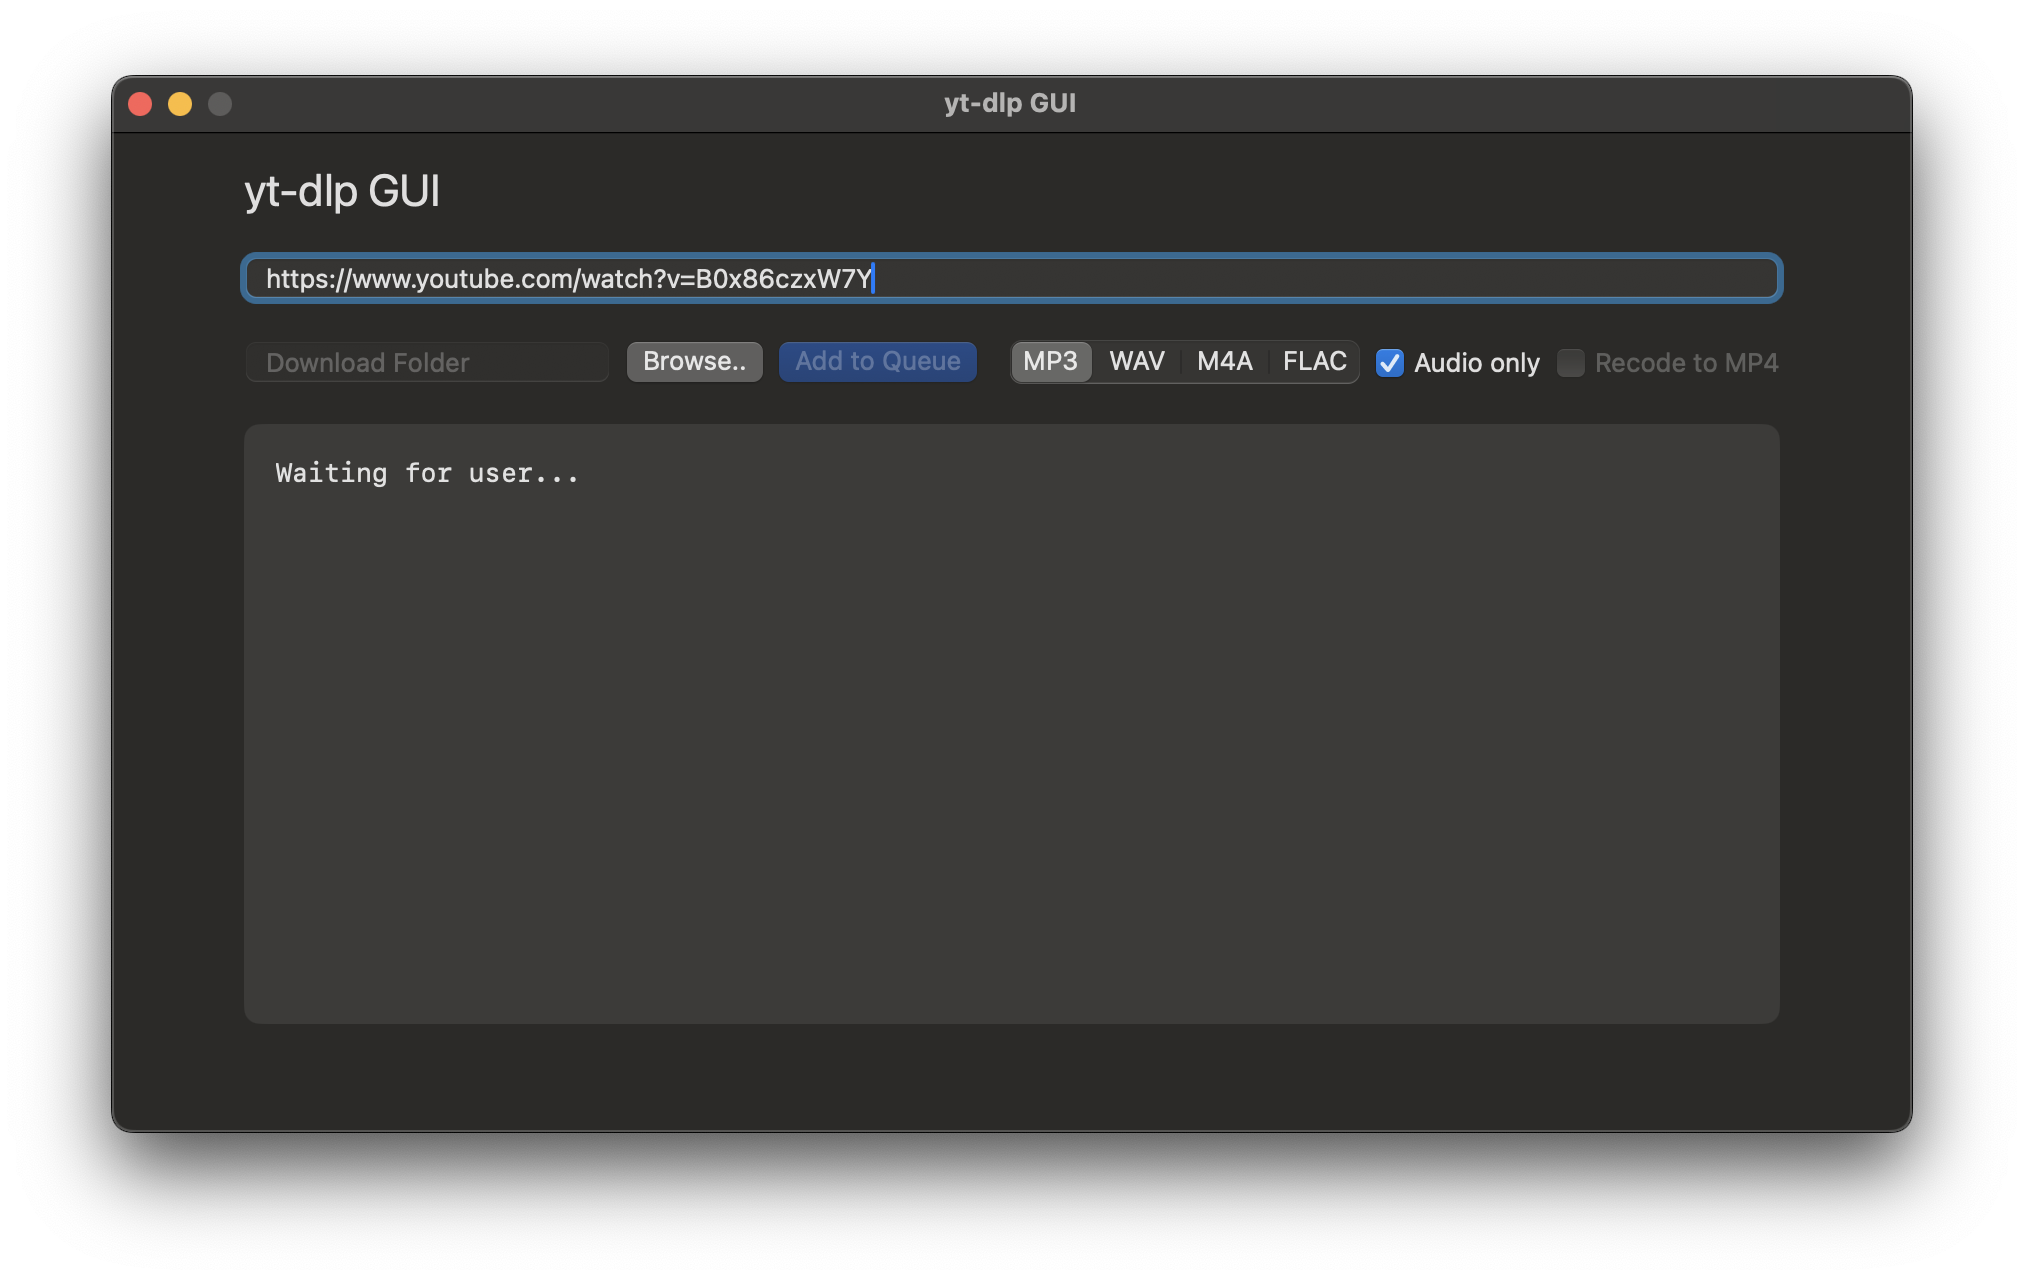 yt-dlp GUI
yt-dlp GUI
https://www.youtube.com/watch?v=B0x86czxW7Y
Download Folder Browse.. Add to Queue MP3 WAV M4A FLAC Audio only Recode to MP4
Waiting for user...